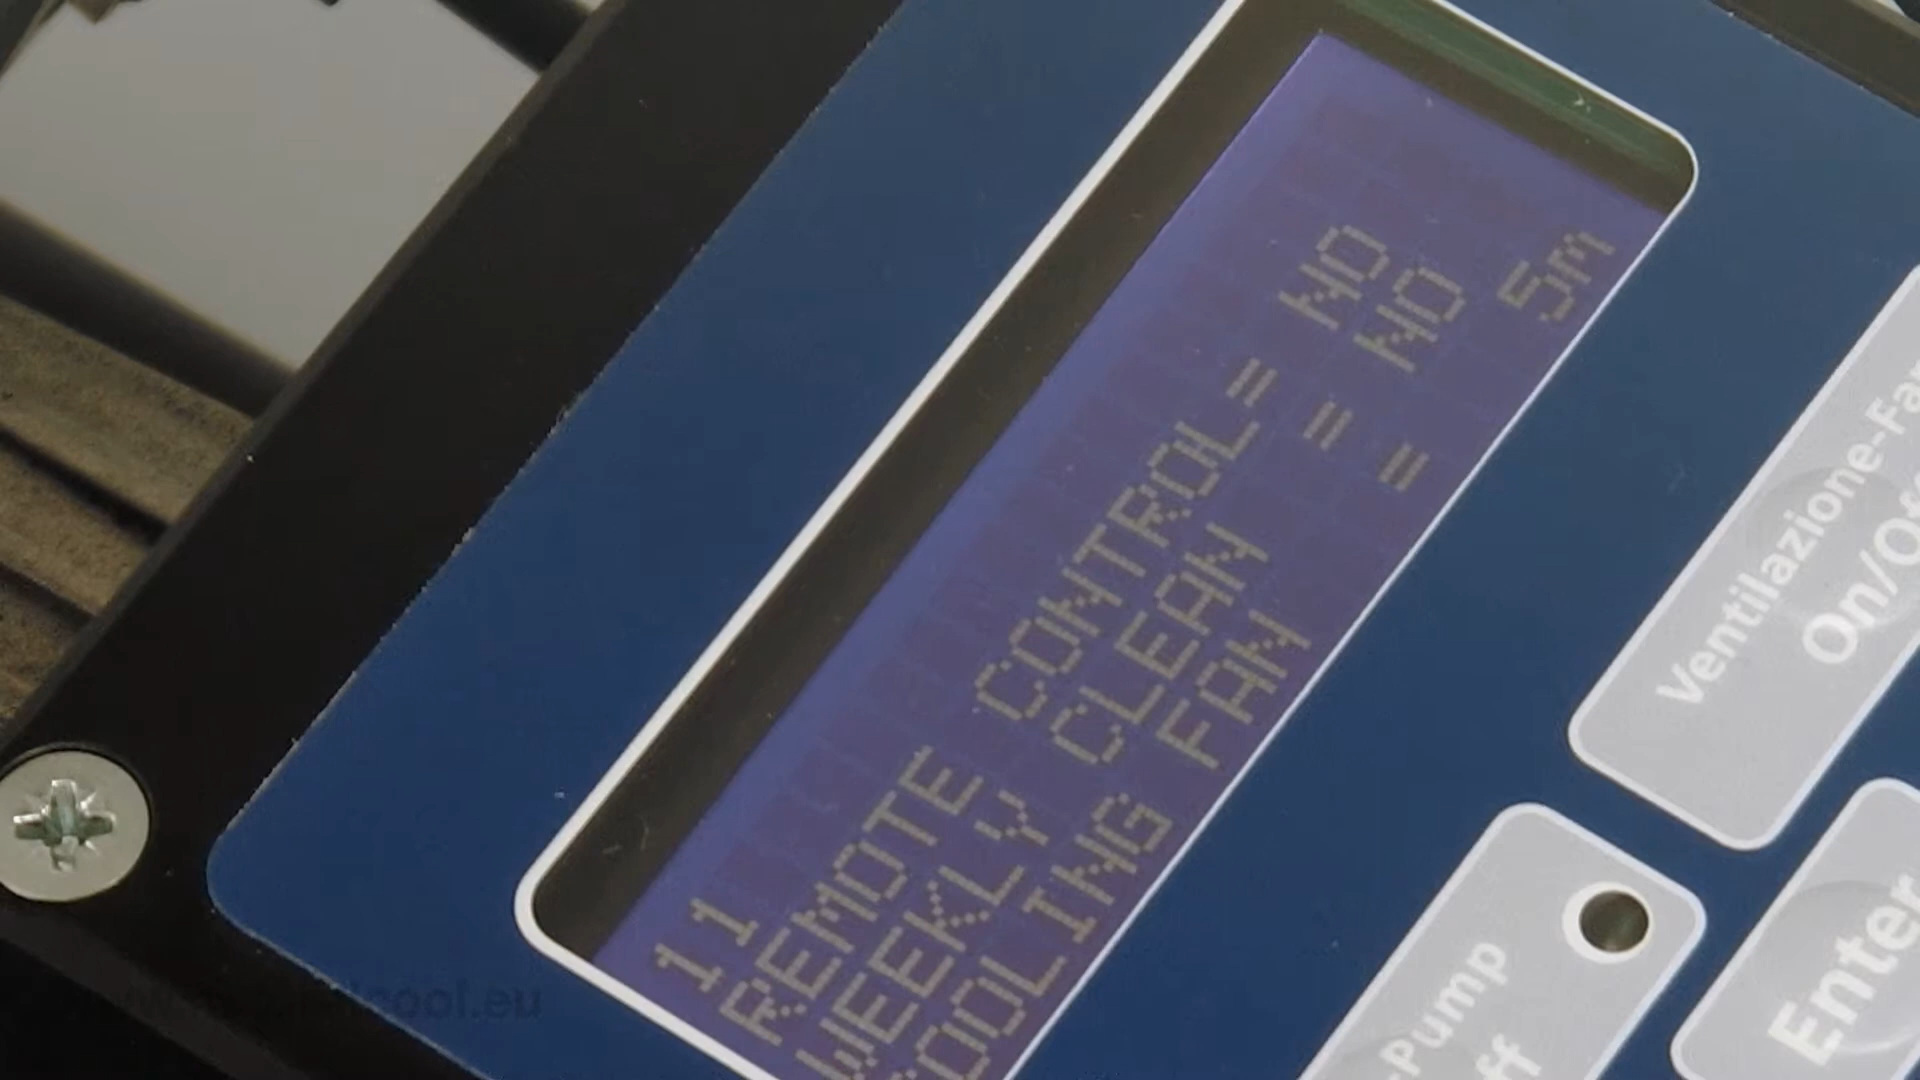 11
REMOTE CONTROL= NO
WEEKLY CLEAN = NO
COOLING FAN = 5m
Ventilazione-Fan
On/Off
-Pump
Enter